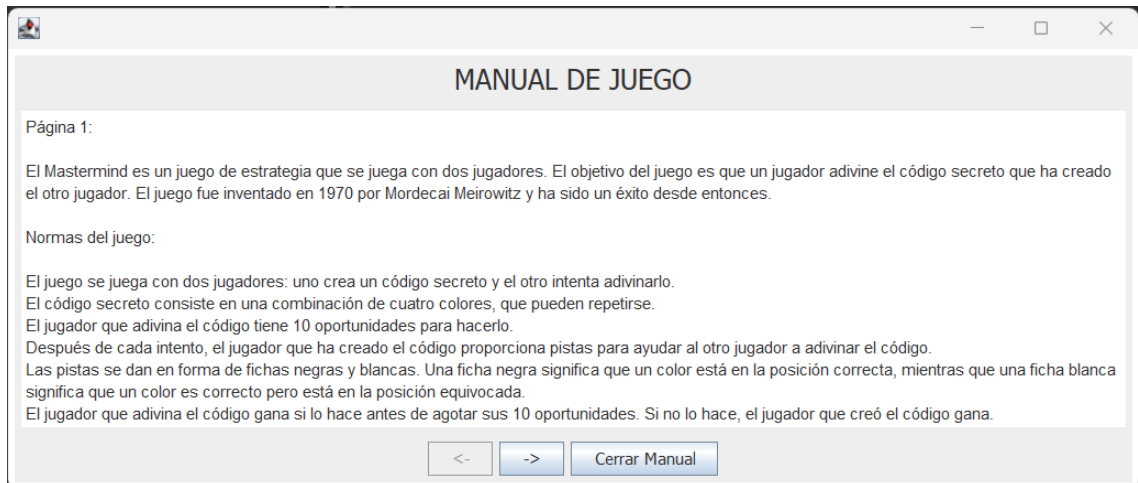 MANUAL DE JUEGO
Página 1:
El Mastermind es un juego de estrategia que se juega con dos jugadores. El objetivo del juego es que un jugador adivine el código secreto que ha creado
el otro jugador. El juego fue inventado en 1970 por Mordecai Meirowitz y ha sido un éxito desde entonces.
Normas del juego:
El juego se juega con dos jugadores: uno crea un código secreto y el otro intenta adivinarlo.
El código secreto consiste en una combinación de cuatro colores, que pueden repetirse.
El jugador que adivina el código tiene 10 oportunidades para hacerlo.
Después de cada intento, el jugador que ha creado el código proporciona pistas para ayudar al otro jugador a adivinar el código.
Las pistas se dan en forma de fichas negras y blancas. Una ficha negra significa que un color está en la posición correcta, mientras que una ficha blanca
significa que un color es correcto pero está en la posición equivocada.
El jugador que adivina el código gana si lo hace antes de agotar sus 10 oportunidades. Si no lo hace, el jugador que creó el código gana.
<- -> Cerrar Manual